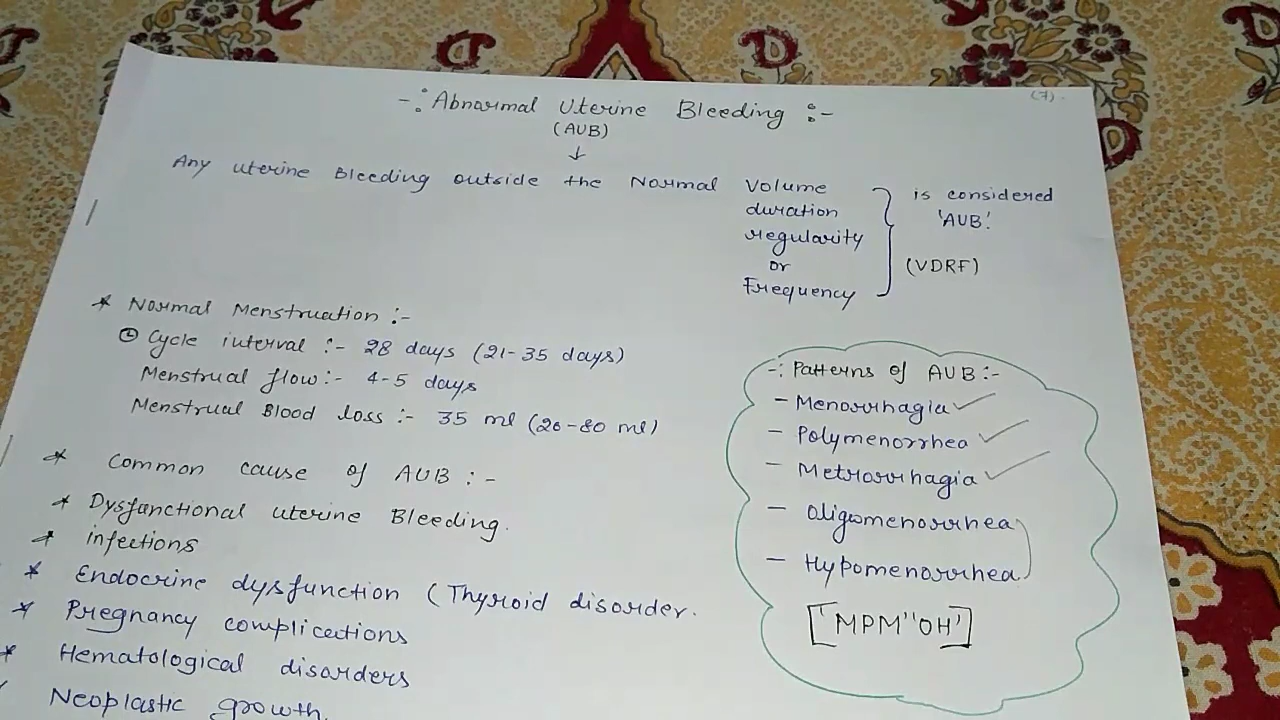 (7).
-: Abnormal Uterine Bleeding :-
(AUB)
↓
Any uterine Bleeding outside the Normal Volume
duration
regularity
or
Frequency
is considered
'AUB'.
(VDRF)
* Normal Menstruation :-
Cycle interval :- 28 days (21-35 days)
Menstrual flow:- 4-5 days
Menstrual Blood loss :- 35 ml (20-80 ml)
* Common cause of AUB :-
* Dysfunctional uterine Bleeding.
* infections
* Endocrine dysfunction (Thyroid disorder.
* Pregnancy complications
* Hematological disorders
Neoplastic growth.
-: Patterns of AUB :-
- Menorrhagia ✓
- Polymenorrhea ✓
- Metrorrhagia ✓
- Oligomenorrhea
- Hypomenorrhea
["MPM"OH"]